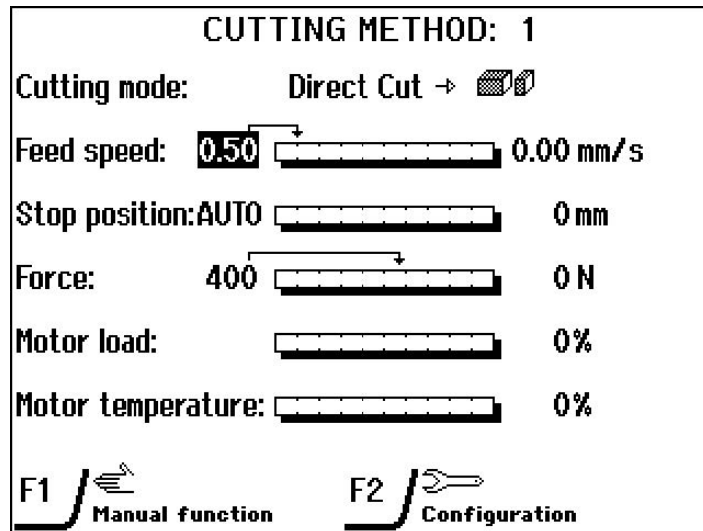 CUTTING METHOD: 1
Cutting mode: Direct Cut →
Feed speed: 0.50 0.00 mm/s
Stop position:AUTO 0 mm
Force: 400 0 N
Motor load: 0%
Motor temperature: 0%
F1 Manual function F2 Configuration